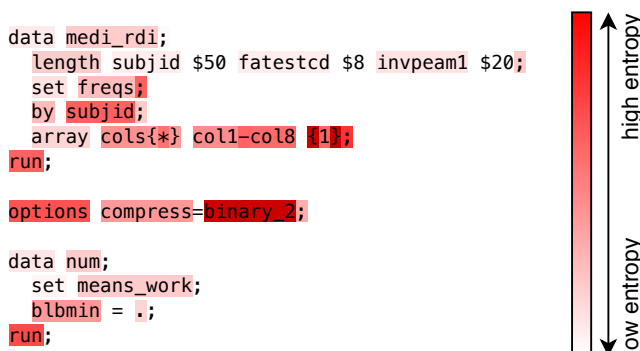 data medi_rdi;
  length subjid $50 fatestcd $8 invpeam1 $20;
  set freqs;
  by subjid;
  array cols{*} col1-col8 {1};
run;

options compress=binary_2;

data num;
  set means_work;
  blbmin = .;
run;
high entropy
low entropy